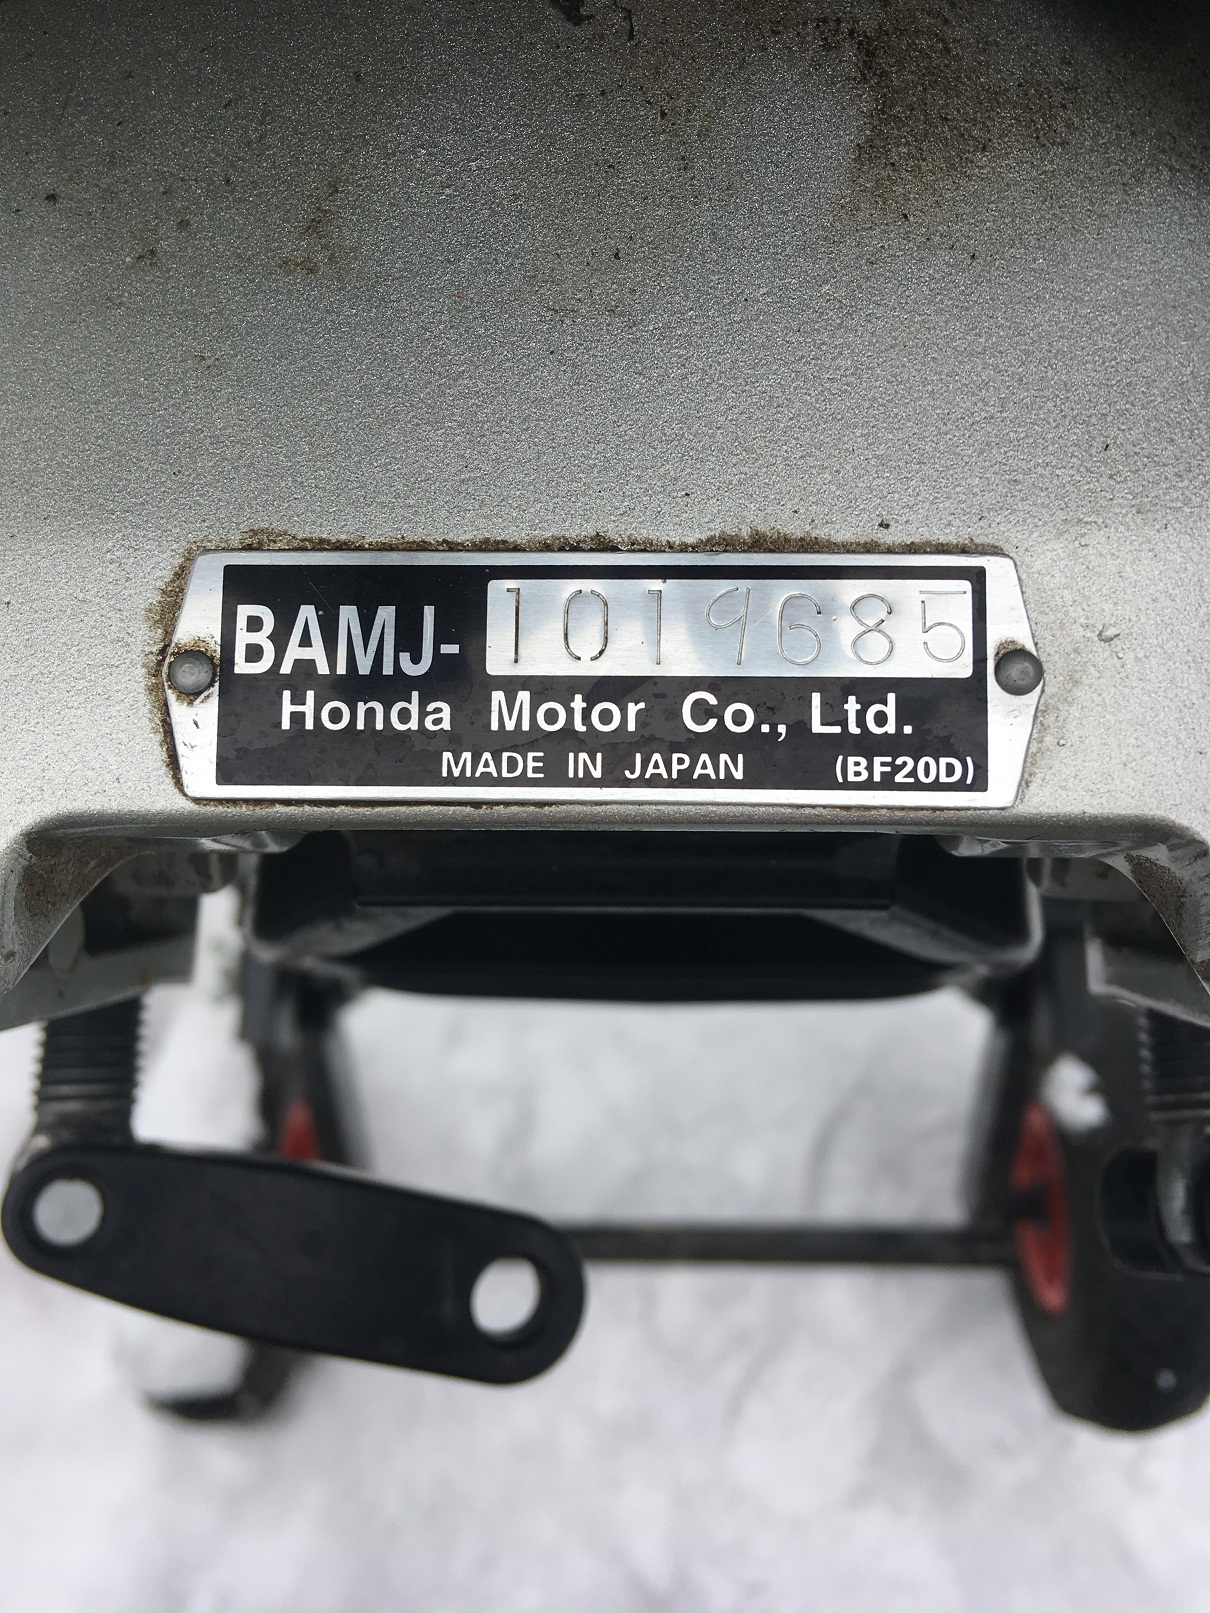 BAMJ- 1019685
Honda Motor Co., Ltd.
MADE IN JAPAN (BF20D)